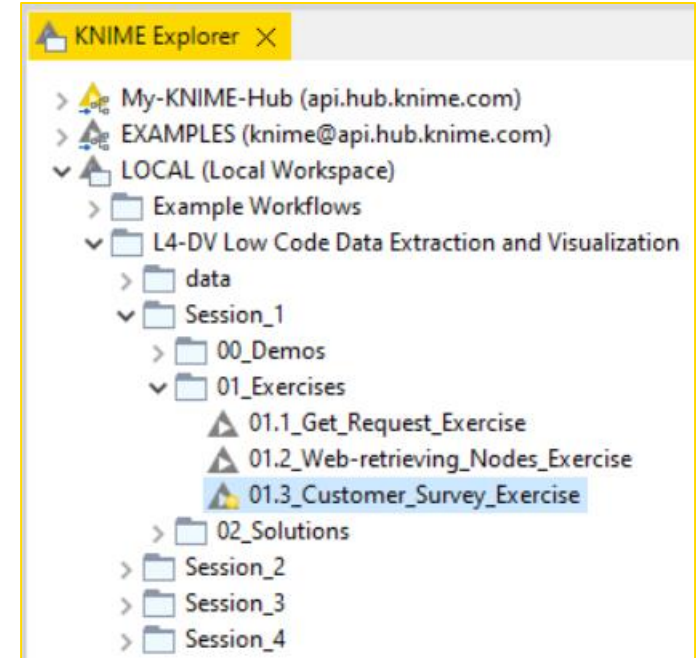 KNIME Explorer
My-KNIME-Hub (api.hub.knime.com)
EXAMPLES (knime@api.hub.knime.com)
LOCAL (Local Workspace)
Example Workflows
L4-DV Low Code Data Extraction and Visualization
data
Session_1
00_Demos
01_Exercises
01.1_Get_Request_Exercise
01.2_Web-retrieving_Nodes_Exercise
01.3_Customer_Survey_Exercise
02_Solutions
Session_2
Session_3
Session_4